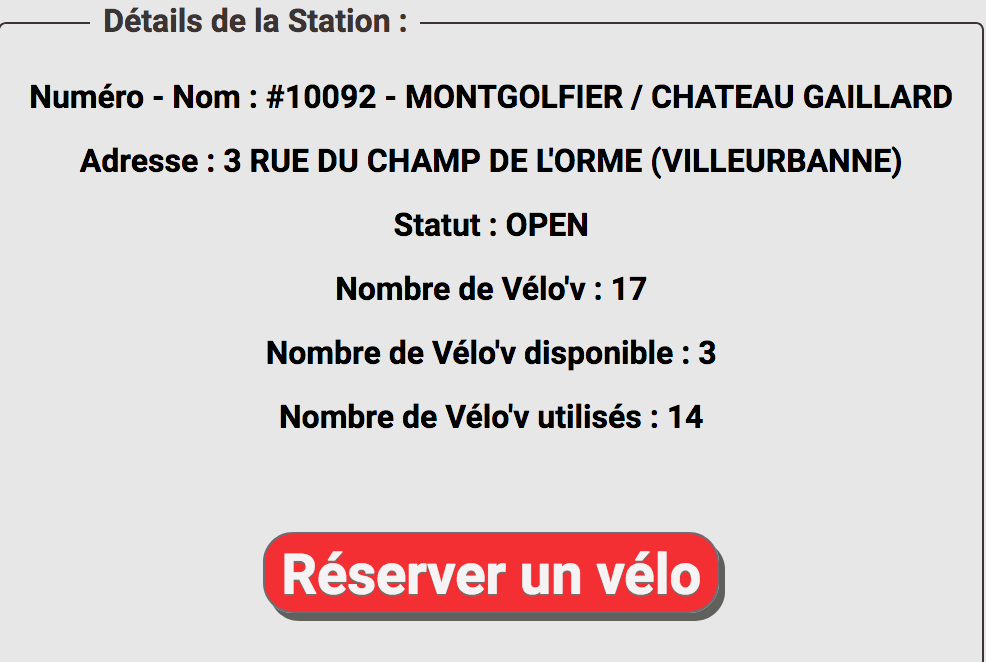 Détails de la Station :
Numéro - Nom : #10092 - MONTGOLFIER / CHATEAU GAILLARD
Adresse : 3 RUE DU CHAMP DE L'ORME (VILLEURBANNE)
Statut : OPEN
Nombre de Vélo'v : 17
Nombre de Vélo'v disponible : 3
Nombre de Vélo'v utilisés : 14
Réserver un vélo